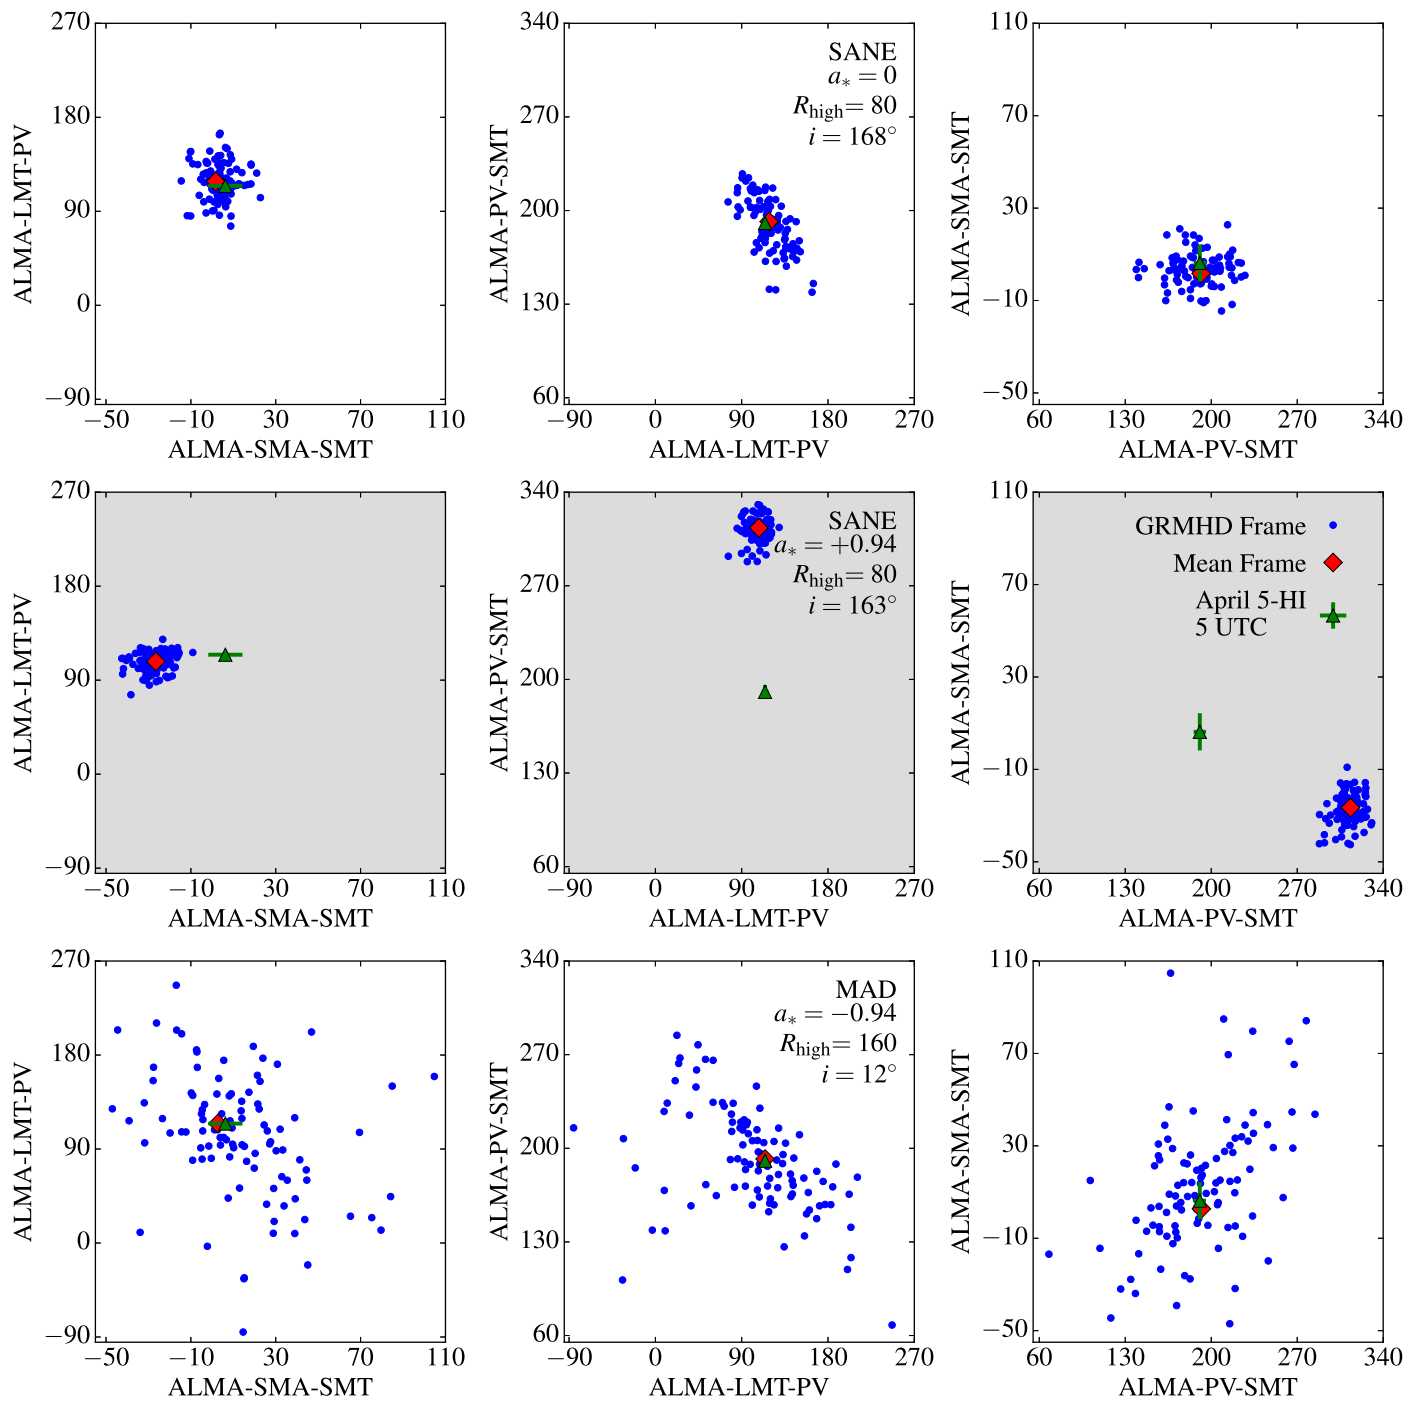 270
180
90
0
−90
ALMA-LMT-PV
−50 −10 30 70 110
ALMA-SMA-SMT
340
270
200
130
60
ALMA-PV-SMT
SANE
a* = 0
Rhigh= 80
i = 168°
−90 0 90 180 270
ALMA-LMT-PV
110
70
30
−10
−50
ALMA-SMA-SMT
60 130 200 270 340
ALMA-PV-SMT
270
180
90
0
−90
ALMA-LMT-PV
−50 −10 30 70 110
ALMA-SMA-SMT
340
270
200
130
60
ALMA-PV-SMT
SANE
a* = +0.94
Rhigh= 80
i = 163°
−90 0 90 180 270
ALMA-LMT-PV
110
70
30
−10
−50
ALMA-SMA-SMT
GRMHD Frame
Mean Frame
April 5-HI
5 UTC
60 130 200 270 340
ALMA-PV-SMT
270
180
90
0
−90
ALMA-LMT-PV
−50 −10 30 70 110
ALMA-SMA-SMT
340
270
200
130
60
ALMA-PV-SMT
MAD
a* = −0.94
Rhigh= 160
i = 12°
−90 0 90 180 270
ALMA-LMT-PV
110
70
30
−10
−50
ALMA-SMA-SMT
60 130 200 270 340
ALMA-PV-SMT